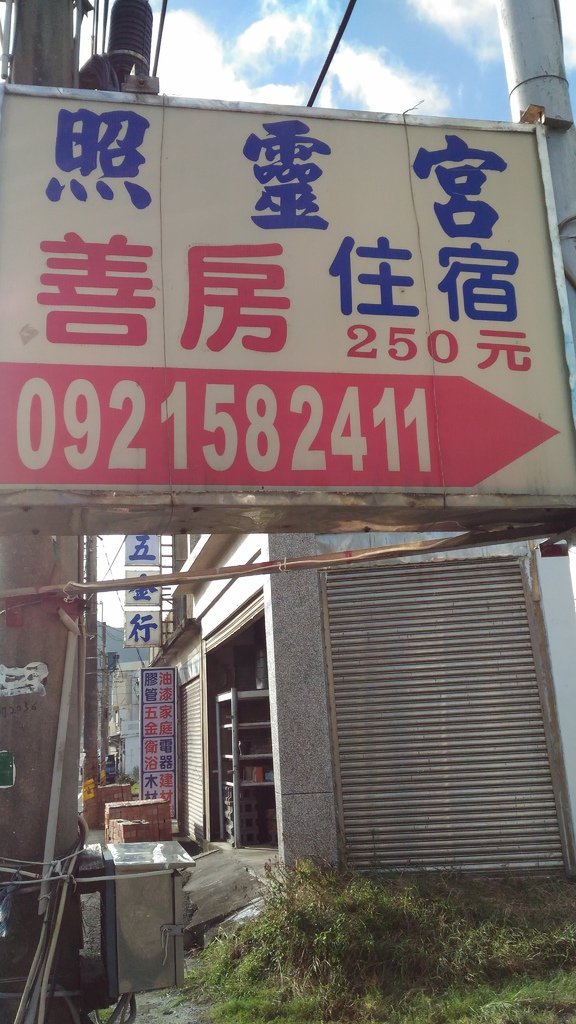 照靈宮
善房住宿
250元
0921582411
五金行
油漆家庭電器建材
膠管五金衛浴木材